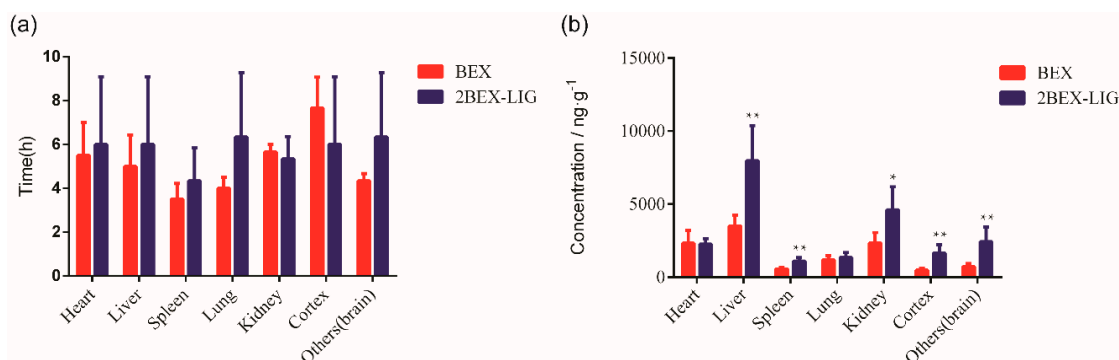 (a)
10
8
6
4
2
0
Time(h)
BEX
2BEX-LIG
Heart
Liver
Spleen
Lung
Kidney
Cortex
Others(brain)
(b)
15000
10000
5000
0
Concentration / ng·g⁻¹
BEX
2BEX-LIG
**
**
*
**
**
Heart
Liver
Spleen
Lung
Kidney
Cortex
Others(brain)